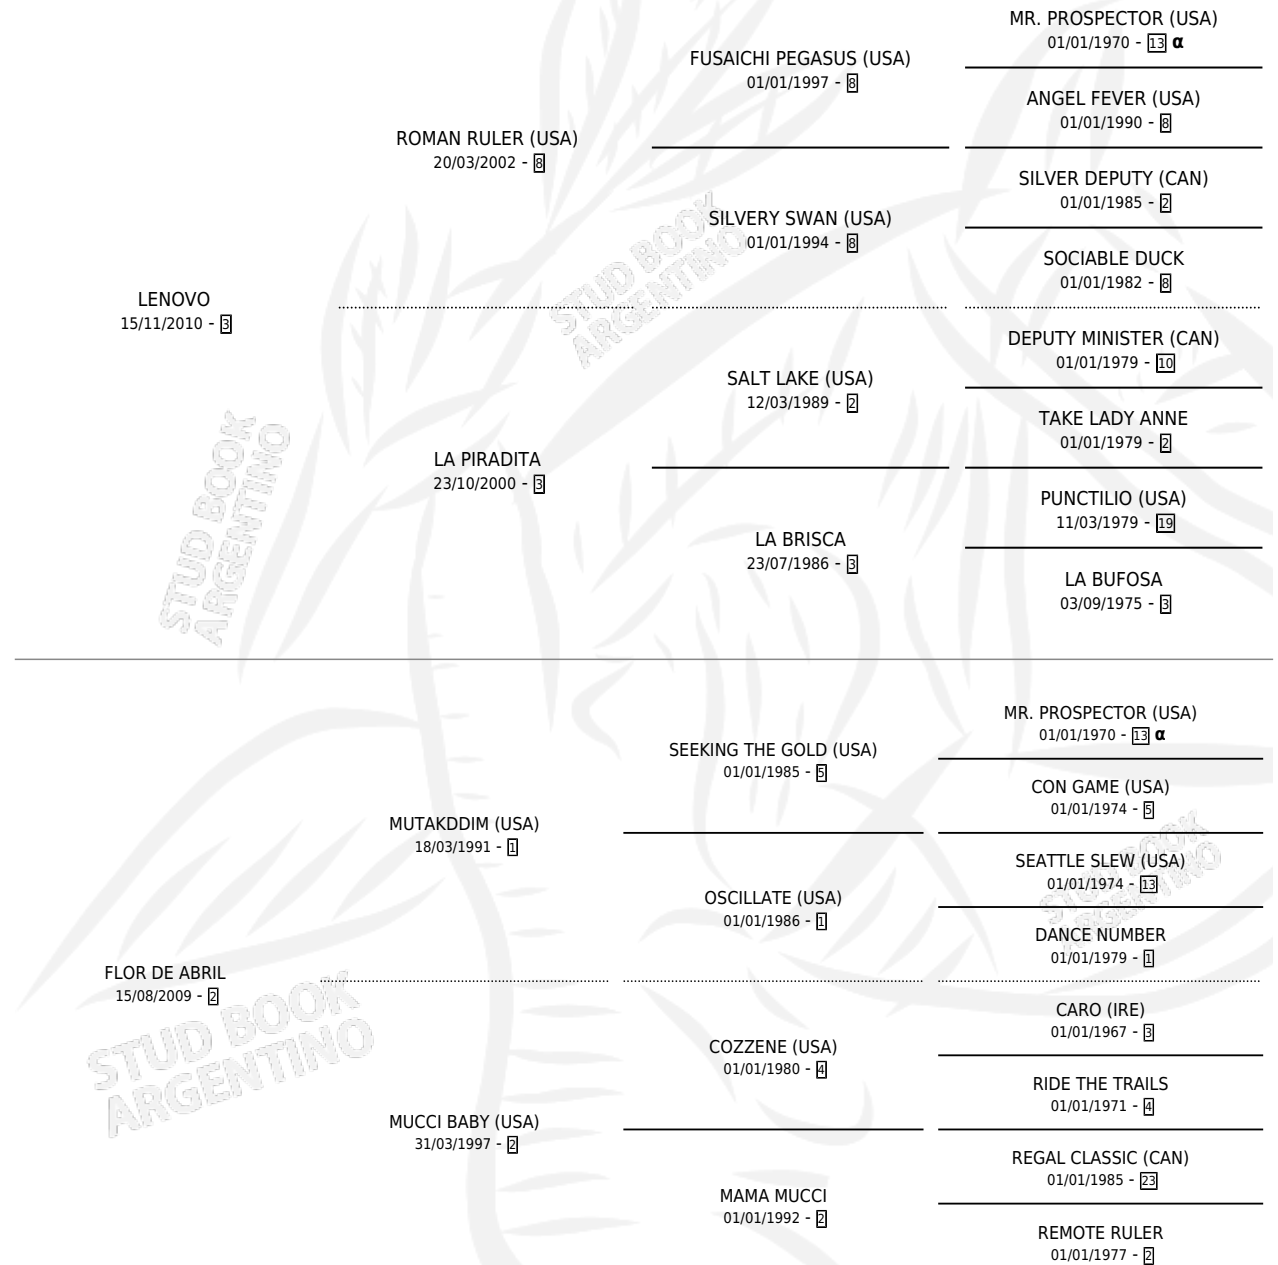 MR. PROSPECTOR (USA)
01/01/1970 - 13 α
FUSAICHI PEGASUS (USA)
01/01/1997 - 8
ANGEL FEVER (USA)
01/01/1990 - 8
ROMAN RULER (USA)
20/03/2002 - 8
SILVER DEPUTY (CAN)
01/01/1985 - 2
SILVERY SWAN (USA)
01/01/1994 - 8
SOCIABLE DUCK
01/01/1982 - 8
STUD BOOK
ARGENTINO
LENOVO
15/11/2010 - 3
DEPUTY MINISTER (CAN)
01/01/1979 - 10
SALT LAKE (USA)
12/03/1989 - 2
TAKE LADY ANNE
01/01/1979 - 2
LA PIRADITA
23/10/2000 - 3
PUNCTILIO (USA)
11/03/1979 - 19
LA BRISCA
23/07/1986 - 3
LA BUFOSA
03/09/1975 - 3
STUD BOOK
ARGENTINO
MR. PROSPECTOR (USA)
01/01/1970 - 13 α
SEEKING THE GOLD (USA)
01/01/1985 - 5
CON GAME (USA)
01/01/1974 - 5
MUTAKDDIM (USA)
18/03/1991 - 1
SEATTLE SLEW (USA)
01/01/1974 - 13
OSCILLATE (USA)
01/01/1986 - 1
DANCE NUMBER
01/01/1979 - 1
STUD BOOK
ARGENTINO
FLOR DE ABRIL
15/08/2009 - 2
CARO (IRE)
01/01/1967 - 3
COZZENE (USA)
01/01/1980 - 4
RIDE THE TRAILS
01/01/1971 - 4
STUD BOOK
ARGENTINO
MUCCI BABY (USA)
31/03/1997 - 2
REGAL CLASSIC (CAN)
01/01/1985 - 23
MAMA MUCCI
01/01/1992 - 2
REMOTE RULER
01/01/1977 - 2